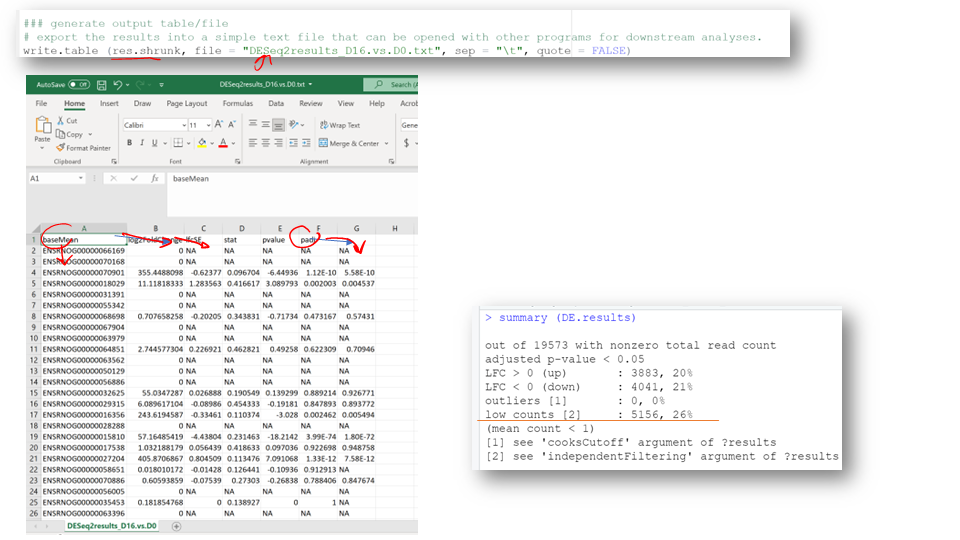 ### generate output table/file
# export the results into a simple text file that can be opened with other programs for downstream analyses.
write.table (res.shrunk, file = "DESeq2results_D16.vs.D0.txt", sep = "\t", quote = FALSE)
AutoSave Off DESeq2results_D16.vs.D0.txt Search (A
File Home Insert Draw Page Layout Formulas Data Review View Help Acrob
Paste Cut Copy Format Painter
Calibri 11 A^ A˅ Wrap Text Gene
B I U A Merge & Center $
Clipboard Font Alignment
A1 fx baseMean
A B C D E F G H
1 baseMean log2FoldChange lfcSE stat pvalue padj
2 ENSRNOG00000066169 0 NA NA NA NA NA
3 ENSRNOG00000070168 0 NA NA NA NA NA
4 ENSRNOG00000070901 355.4488098 -0.62377 0.096704 -6.44936 1.12E-10 5.58E-10
5 ENSRNOG00000018029 11.11818333 1.283563 0.416617 3.089793 0.002003 0.004537
6 ENSRNOG00000031391 0 NA NA NA NA NA
7 ENSRNOG00000055342 0 NA NA NA NA NA
8 ENSRNOG00000068698 0.707658258 -0.20205 0.343831 -0.71734 0.473167 0.57431
9 ENSRNOG00000067904 0 NA NA NA NA NA
10 ENSRNOG00000063979 0 NA NA NA NA NA
11 ENSRNOG00000064851 2.744577304 0.226921 0.462821 0.49258 0.622309 0.70946
12 ENSRNOG00000063562 0 NA NA NA NA NA
13 ENSRNOG00000050129 0 NA NA NA NA NA
14 ENSRNOG00000056886 0 NA NA NA NA NA
15 ENSRNOG00000032625 55.0347287 0.026888 0.190549 0.139299 0.889214 0.926771
16 ENSRNOG00000029315 6.089617104 -0.08986 0.454333 -0.19181 0.847893 0.893772
17 ENSRNOG00000016356 243.6194587 -0.33461 0.110374 -3.028 0.002462 0.005494
18 ENSRNOG00000028288 0 NA NA NA NA NA
19 ENSRNOG00000015810 57.16485419 -4.43804 0.231463 -18.2142 3.99E-74 1.80E-72
20 ENSRNOG00000017538 1.032188179 0.056439 0.418633 0.097036 0.922698 0.948758
21 ENSRNOG00000027204 405.8706867 0.804509 0.113476 7.091068 1.33E-12 7.58E-12
22 ENSRNOG00000058651 0.018010172 -0.01428 0.126441 -0.10936 0.912913 NA
23 ENSRNOG00000070886 0.60593859 -0.07539 0.27303 -0.26838 0.788406 0.847674
24 ENSRNOG00000056005 0 NA NA NA NA NA
25 ENSRNOG00000035453 0.181854768 0 0.138927 0 1 NA
26 ENSRNOG00000063396 0 NA NA NA NA NA
DESeq2results_D16.vs.D0
> summary (DE.results)
out of 19573 with nonzero total read count
adjusted p-value < 0.05
LFC > 0 (up) : 3883, 20%
LFC < 0 (down) : 4041, 21%
outliers [1] : 0, 0%
low counts [2] : 5156, 26%
(mean count < 1)
[1] see 'cooksCutoff' argument of ?results
[2] see 'independentFiltering' argument of ?results